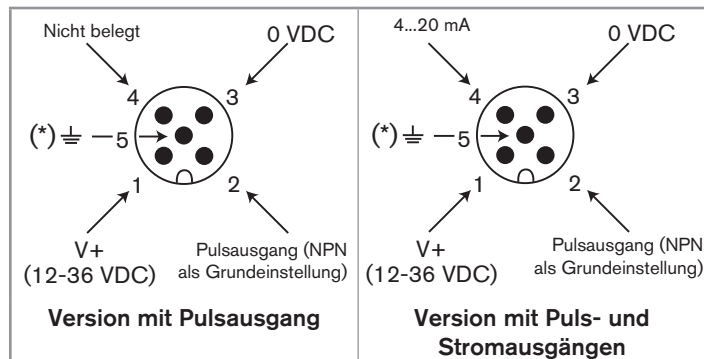 Nicht belegt
0 VDC
4
3
(*)
5
1
2
V+
(12-36 VDC)
Pulsausgang (NPN
als Grundeinstellung)
Version mit Pulsausgang
4...20 mA
0 VDC
4
3
(*)
5
1
2
V+
(12-36 VDC)
Pulsausgang (NPN
als Grundeinstellung)
Version mit Puls- und
Stromausgängen